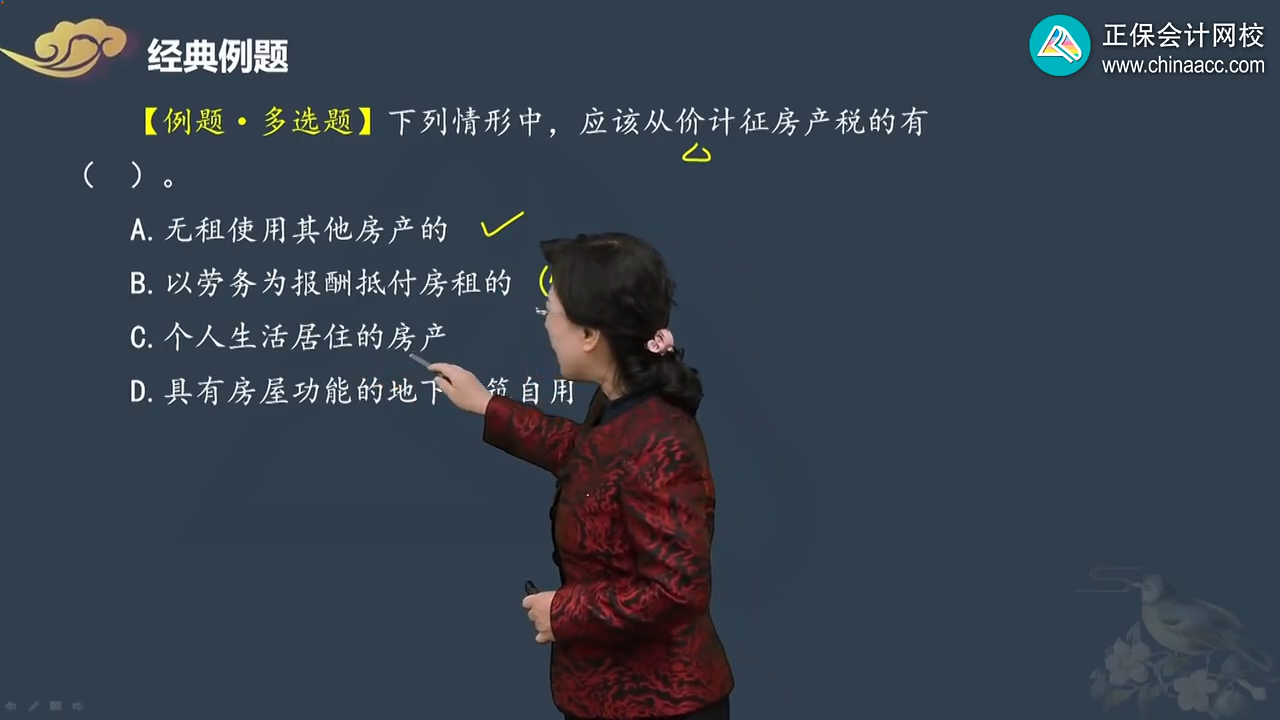 经典例题
正保会计网校
www.chinaacc.com
【例题·多选题】下列情形中，应该从价计征房产税的有
（ ）。
A. 无租使用其他房产的
B. 以劳务为报酬抵付房租的
C. 个人生活居住的房产
D. 具有房屋功能的地下 筑自用